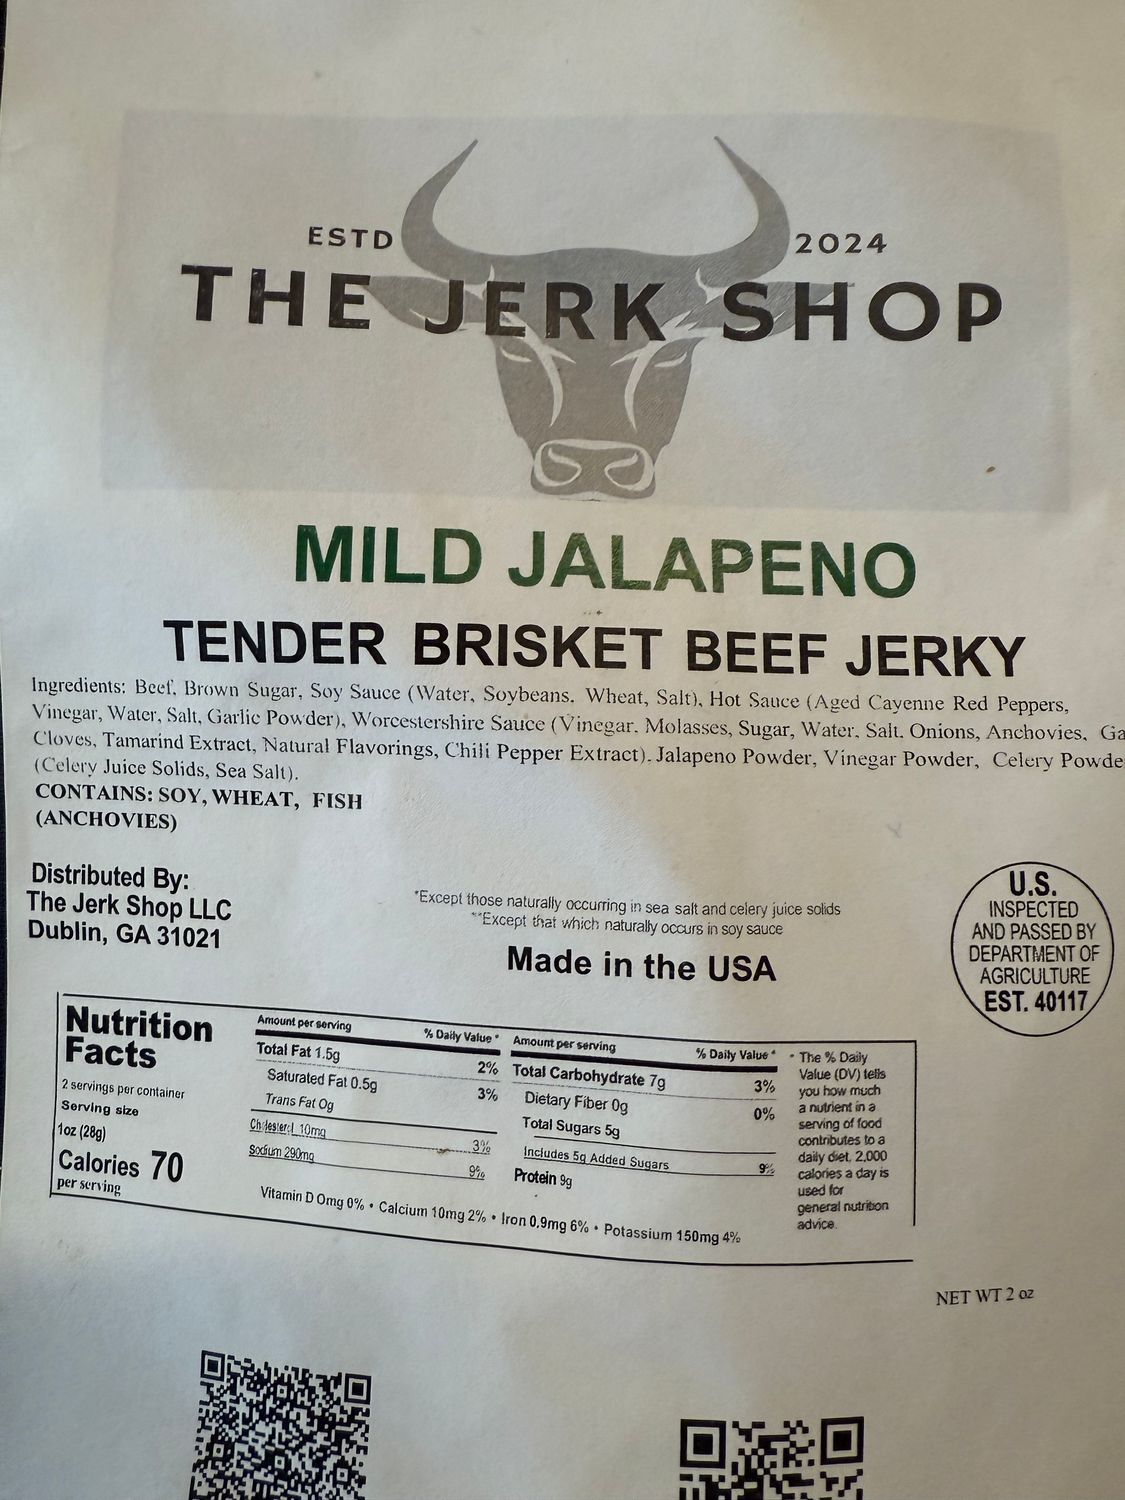 ESTD 2024
THE JERK SHOP
MILD JALAPENO
TENDER BRISKET BEEF JERKY
Ingredients: Beef, Brown Sugar, Soy Sauce (Water, Soybeans. Wheat, Salt), Hot Sauce (Aged Cayenne Red Peppers,
Vinegar, Water, Salt, Garlic Powder), Worcestershire Sauce (Vinegar. Molasses, Sugar, Water. Salt. Onions, Anchovies, Ga
Cloves, Tamarind Extract, Natural Flavorings, Chili Pepper Extract). Jalapeno Powder, Vinegar Powder, Celery Powde
(Celery Juice Solids, Sea Salt).
CONTAINS: SOY, WHEAT, FISH
(ANCHOVIES)
Distributed By:
The Jerk Shop LLC
Dublin, GA 31021
*Except those naturally occurring in sea salt and celery juice solids
**Except that which naturally occurs in soy sauce
Made in the USA
U.S.
INSPECTED
AND PASSED BY
DEPARTMENT OF
AGRICULTURE
EST. 40117
Nutrition
Facts
2 servings per container
Serving size
1oz (28g)
Calories 70
per serving
Amount per serving % Daily Value *
Total Fat 1.5g 2%
Saturated Fat 0.5g 3%
Trans Fat 0g
Cholesterol 10mg 3%
Sodium 290mg 9%
Amount per serving % Daily Value *
Total Carbohydrate 7g 3%
Dietary Fiber 0g 0%
Total Sugars 5g
Includes 5g Added Sugars 9%
Protein 9g
Vitamin D 0mg 0% • Calcium 10mg 2% • Iron 0.9mg 6% • Potassium 150mg 4%
* The % Daily
Value (DV) tells
you how much
a nutrient in a
serving of food
contributes to a
daily diet. 2,000
calories a day is
used for
general nutrition
advice.
NET WT 2 oz